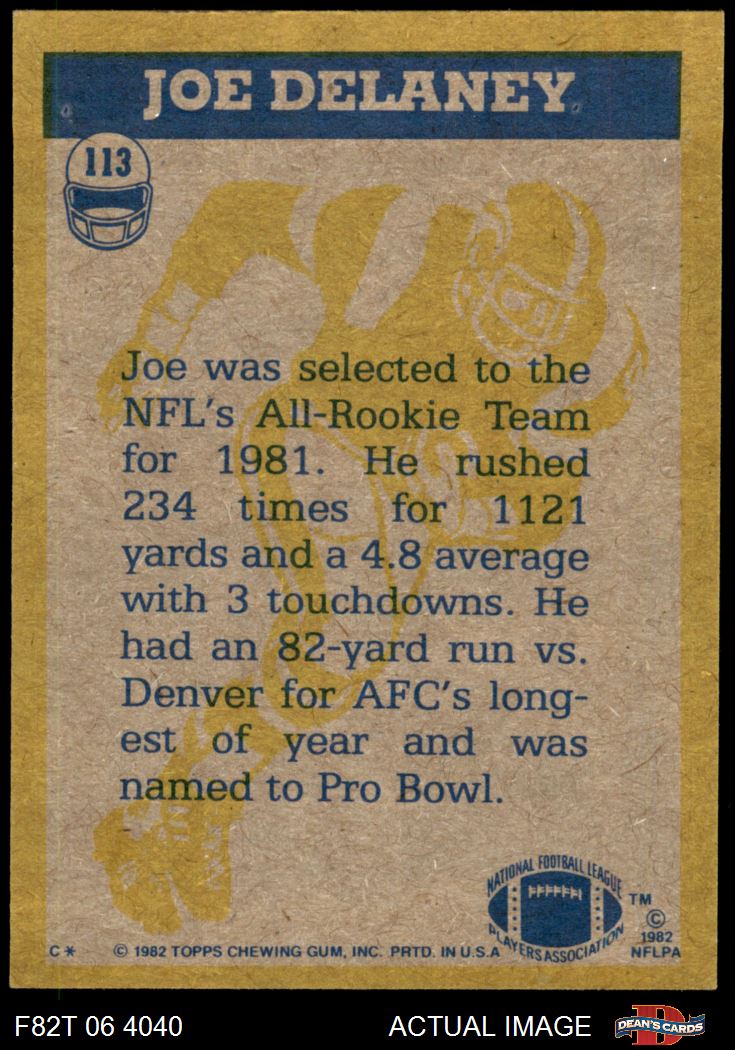 JOE DELANEY
113
Joe was selected to the
NFL's All-Rookie Team
for 1981. He rushed
234 times for 1121
yards and a 4.8 average
with 3 touchdowns. He
had an 82-yard run vs.
Denver for AFC's long-
est of year and was
named to Pro Bowl.
NATIONAL FOOTBALL LEAGUE
PLAYERS ASSOCIATION
TM
©
1982
NFLPA
C* © 1982 TOPPS CHEWING GUM, INC. PRTD. IN U.S.A
F82T 06 4040 ACTUAL IMAGE
D
DEAN'S CARDS